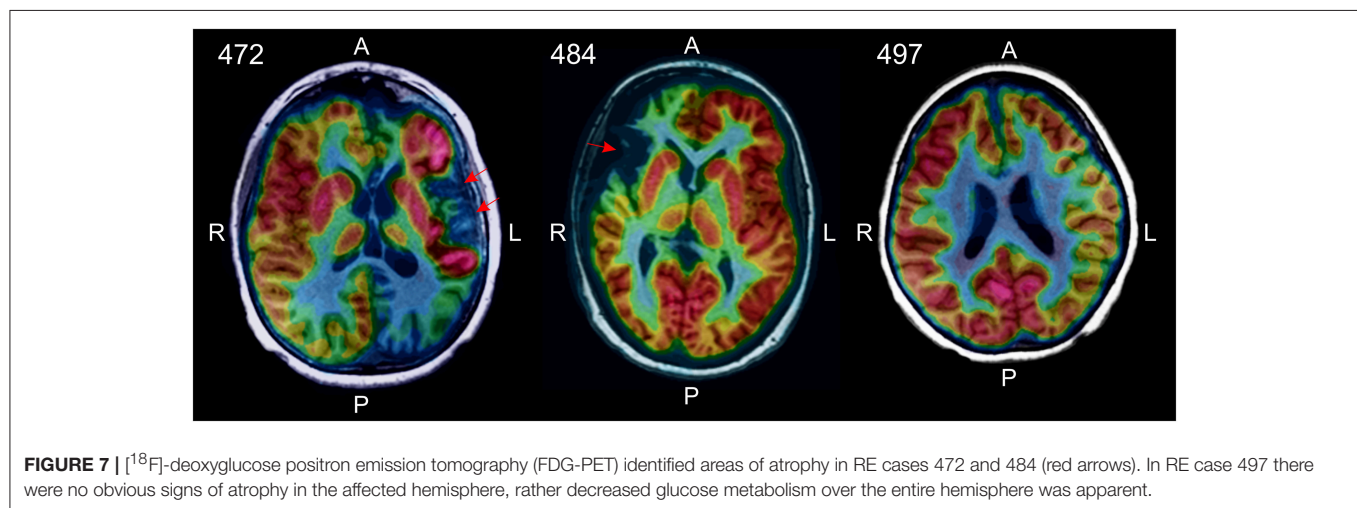 472 A 484 A 497 A
R L R L R L
P P P
FIGURE 7 | [18F]-deoxyglucose positron emission tomography (FDG-PET) identified areas of atrophy in RE cases 472 and 484 (red arrows). In RE case 497 there
were no obvious signs of atrophy in the affected hemisphere, rather decreased glucose metabolism over the entire hemisphere was apparent.